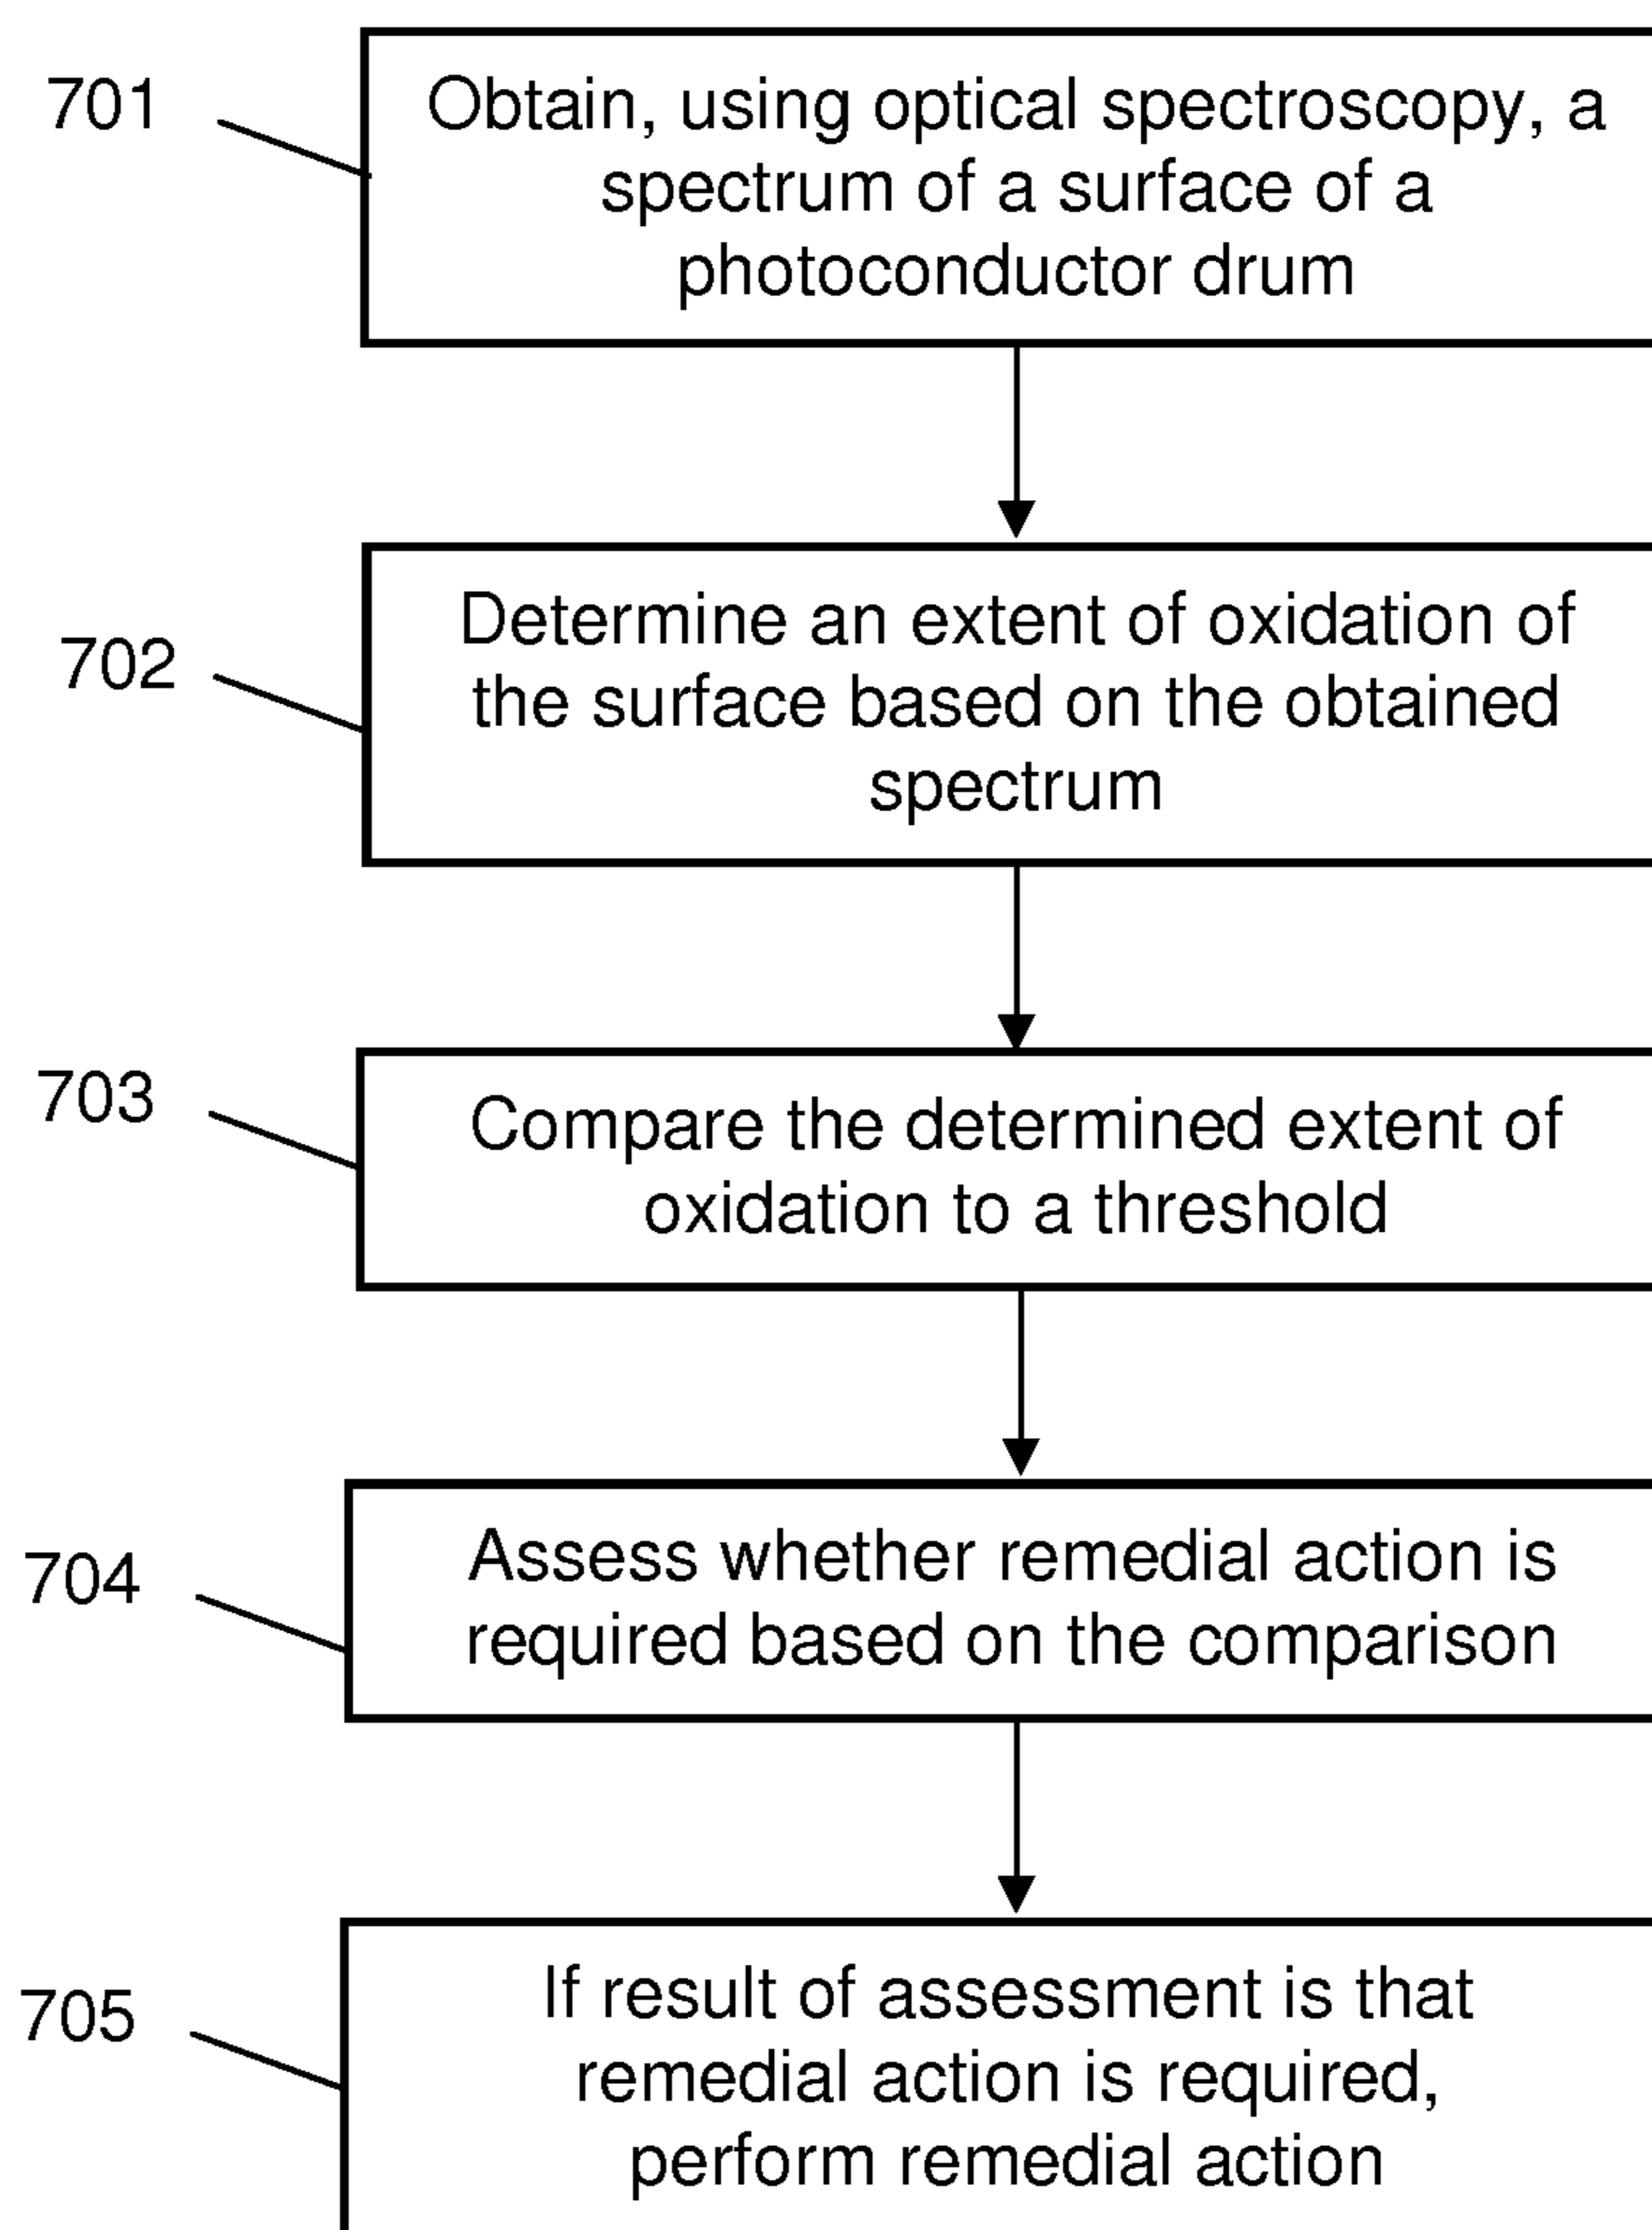 701
Obtain, using optical spectroscopy, a
spectrum of a surface of a
photoconductor drum
702
Determine an extent of oxidation of
the surface based on the obtained
spectrum
703
Compare the determined extent of
oxidation to a threshold
704
Assess whether remedial action is
required based on the comparison
705
If result of assessment is that
remedial action is required,
perform remedial action